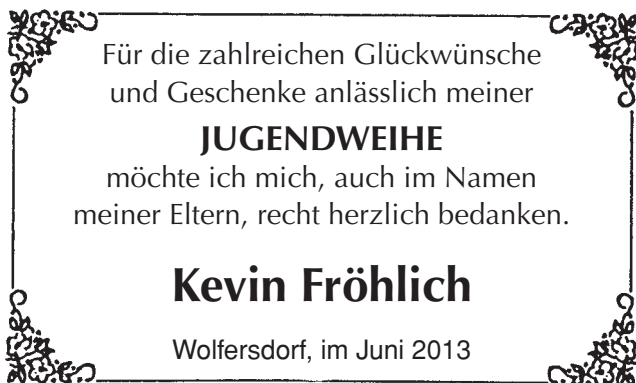 Für die zahlreichen Glückwünsche
und Geschenke anlässlich meiner
JUGENDWEIHE
möchte ich mich, auch im Namen
meiner Eltern, recht herzlich bedanken.
Kevin Fröhlich
Wolfersdorf, im Juni 2013